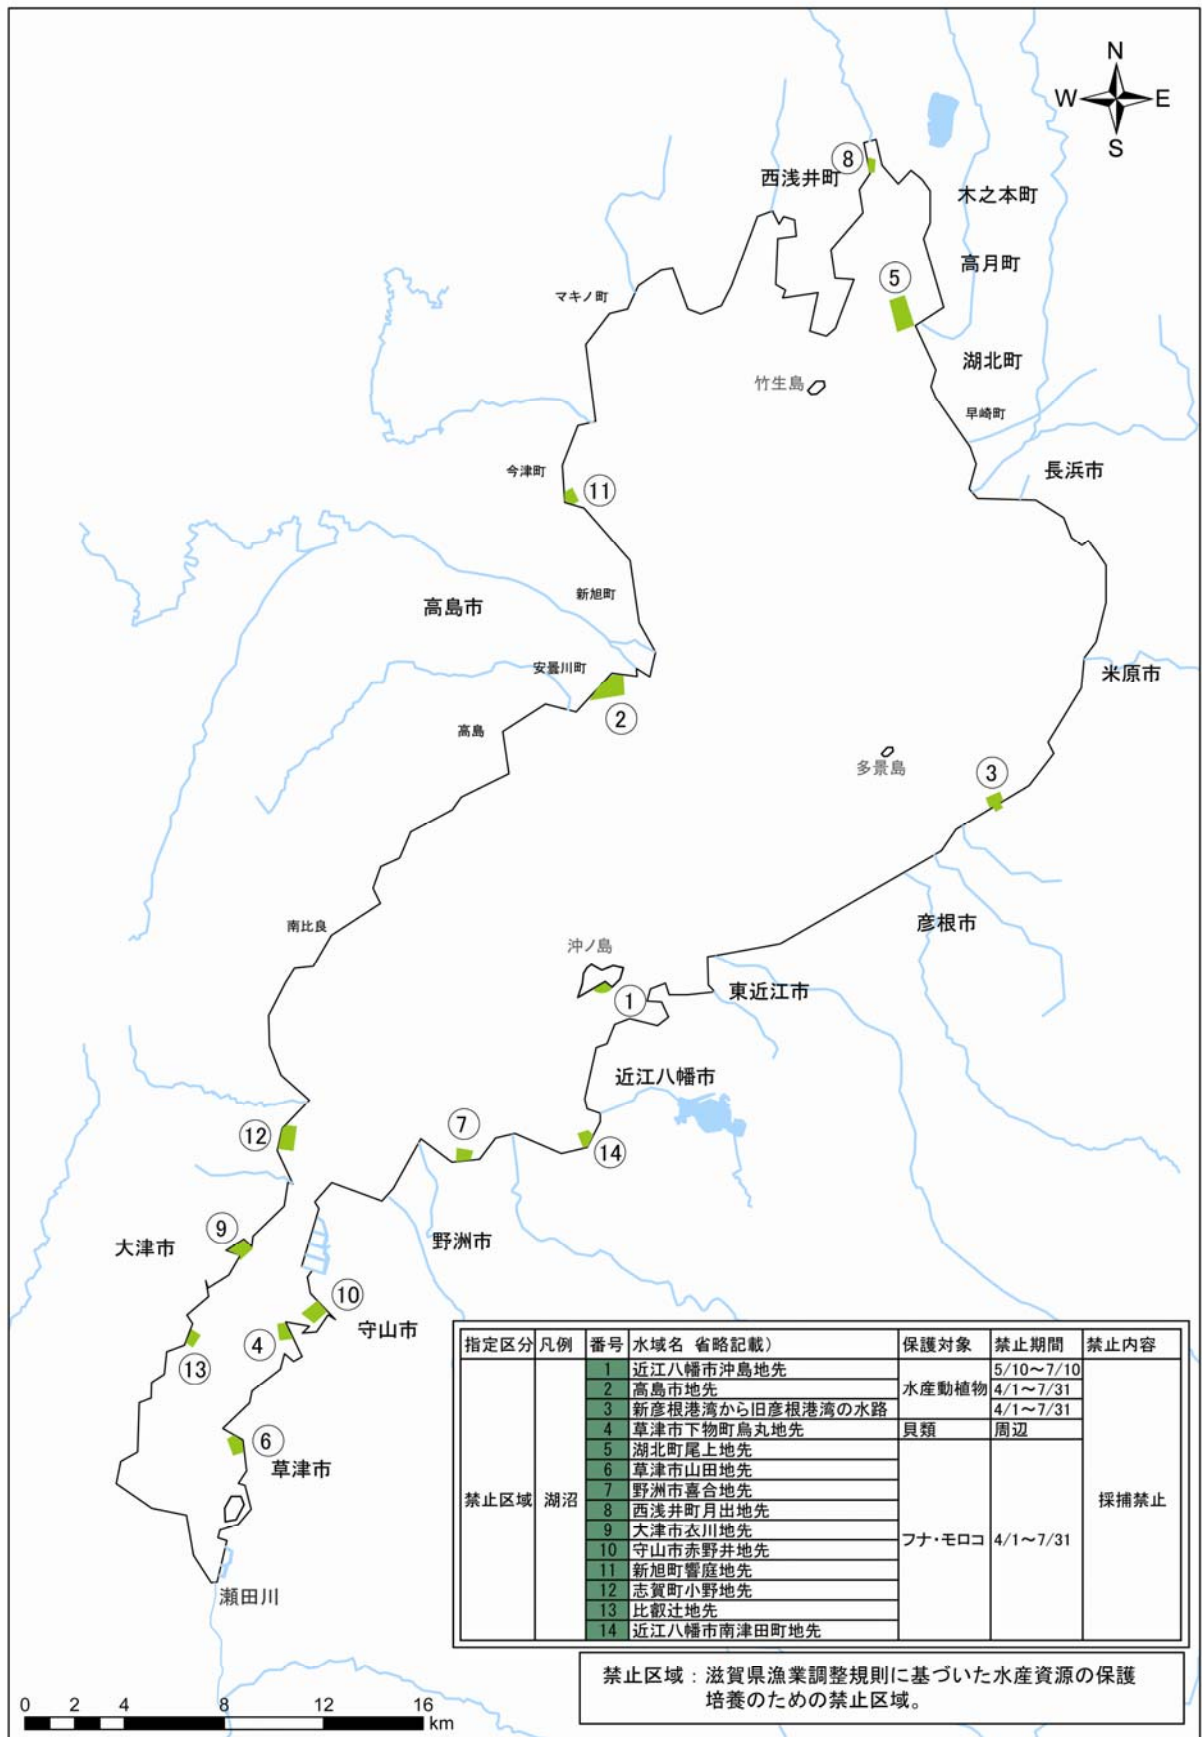 N
W E
S
⑧
西浅井町
木之本町
高月町
⑤
マキノ町
湖北町
竹生島
早崎町
今津町
⑪
長浜市
新旭町
高島市
安曇川町
米原市
②
高島
多景島
③
南比良
彦根市
沖ノ島
①
東近江市
近江八幡市
⑫
⑦
⑭
⑨
大津市
野洲市
⑩
④
守山市
⑬
⑥
草津市
瀬田川
指定区分 凡例 番号 水域名 省略記載） 保護対象 禁止期間 禁止内容
禁止区域 湖沼 採捕禁止
1 近江八幡市沖島地先 水産動植物 5/10～7/10
2 高島市地先 4/1～7/31
3 新彦根港湾から旧彦根港湾の水路 4/1～7/31
4 草津市下物町烏丸地先 貝類 周辺
5 湖北町尾上地先
6 草津市山田地先
7 野洲市喜合地先
8 西浅井町月出地先
9 大津市衣川地先 フナ・モロコ 4/1～7/31
10 守山市赤野井地先
11 新旭町饗庭地先
12 志賀町小野地先
13 比叡辻地先
14 近江八幡市南津田町地先
禁止区域：滋賀県漁業調整規則に基づいた水産資源の保護
培養のための禁止区域。
0 2 4 8 12 16
km